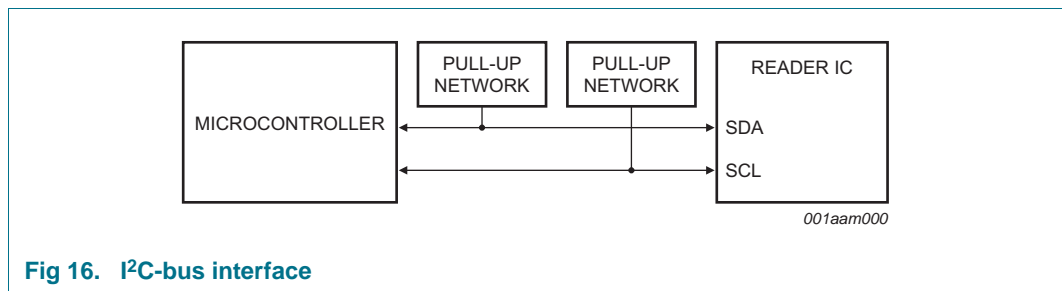 MICROCONTROLLER
PULL-UP
NETWORK
PULL-UP
NETWORK
READER IC
SDA
SCL
001aam000
Fig 16. I²C-bus interface